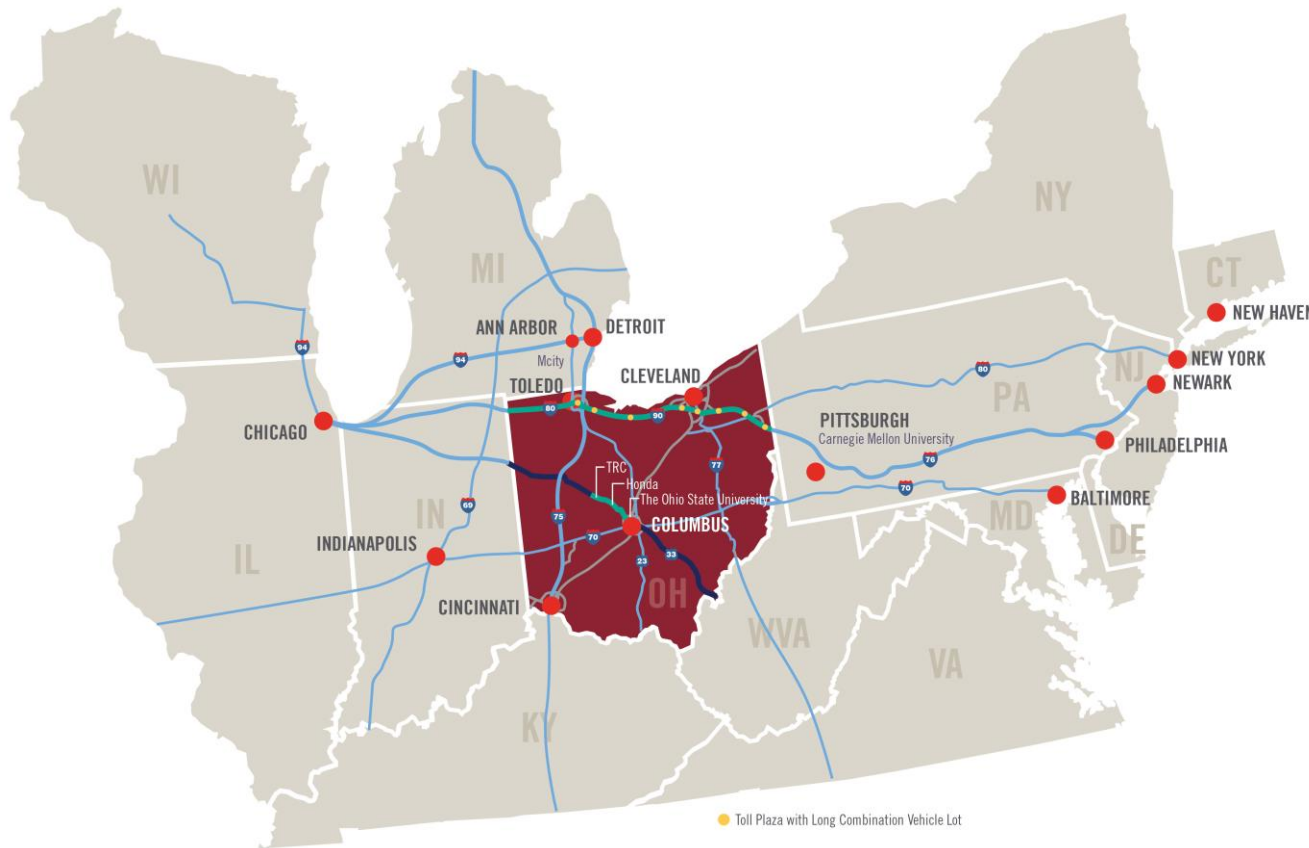 WI
MI
NY
CT
NEW HAVEN
ANN ARBOR
DETROIT
94
94
Mcity
80
NEW YORK
NJ
NEWARK
TOLEDO
CLEVELAND
PA
80
90
CHICAGO
PITTSBURGH
Carnegie Mellon University
PHILADELPHIA
76
77
TRC
Honda
The Ohio State University
70
BALTIMORE
69
IN
75
COLUMBUS
MD
DE
INDIANAPOLIS
70
33
23
IL
OH
CINCINNATI
WVA
VA
KY
Toll Plaza with Long Combination Vehicle Lot